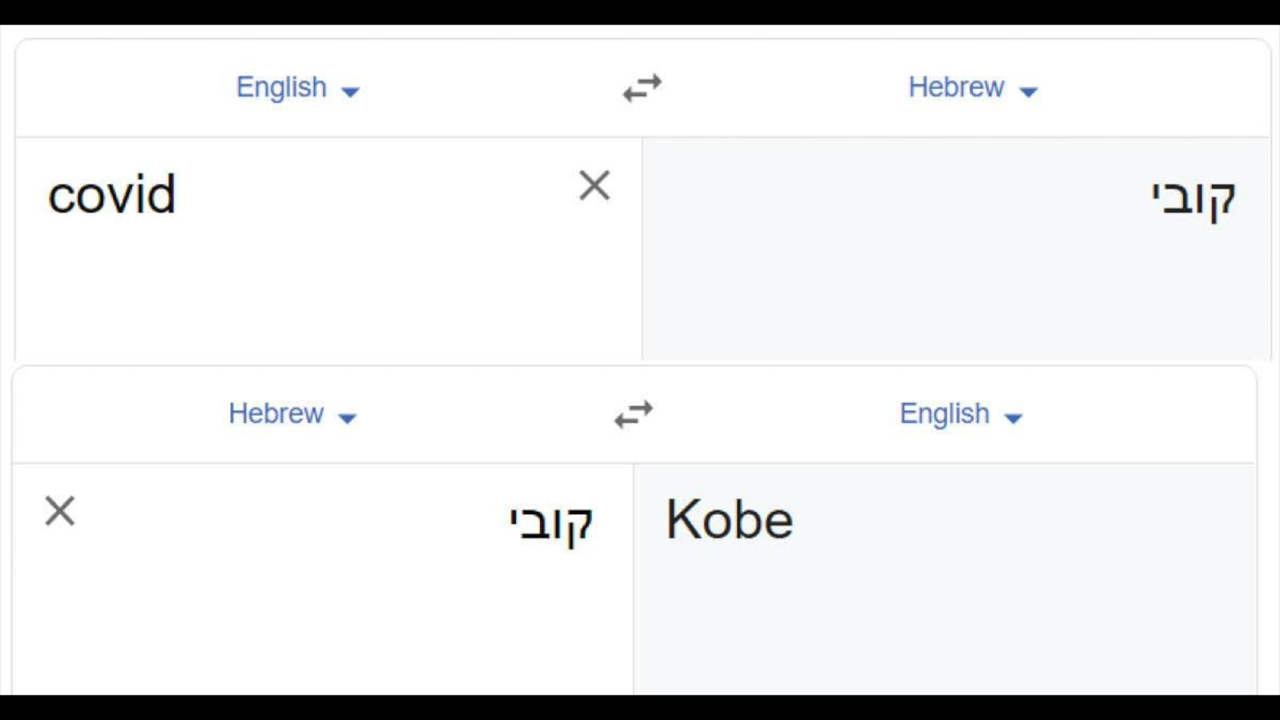 English Hebrew
covid קובי
Hebrew English
קובי Kobe